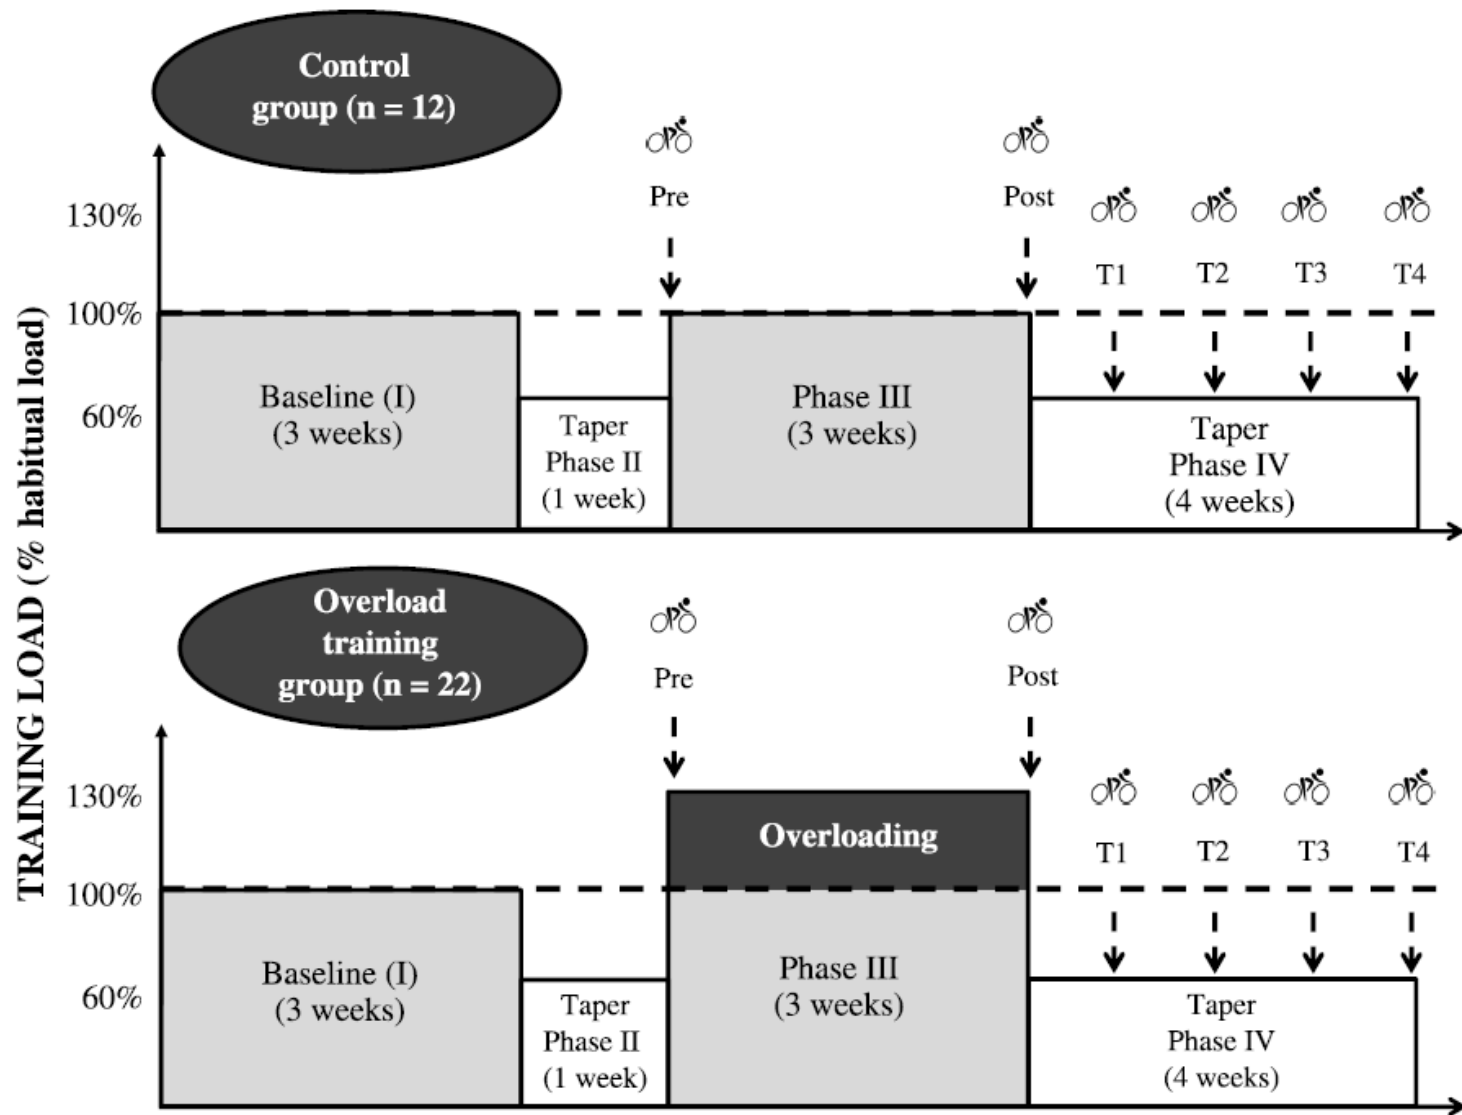 TRAINING LOAD (% habitual load)
Control
group (n = 12)
Pre
Post
130%
T1
T2
T3
T4
100%
60%
Baseline (I)
(3 weeks)
Taper
Phase II
(1 week)
Phase III
(3 weeks)
Taper
Phase IV
(4 weeks)
Overload
training
group (n = 22)
Pre
Post
130%
Overloading
T1
T2
T3
T4
100%
60%
Baseline (I)
(3 weeks)
Taper
Phase II
(1 week)
Phase III
(3 weeks)
Taper
Phase IV
(4 weeks)